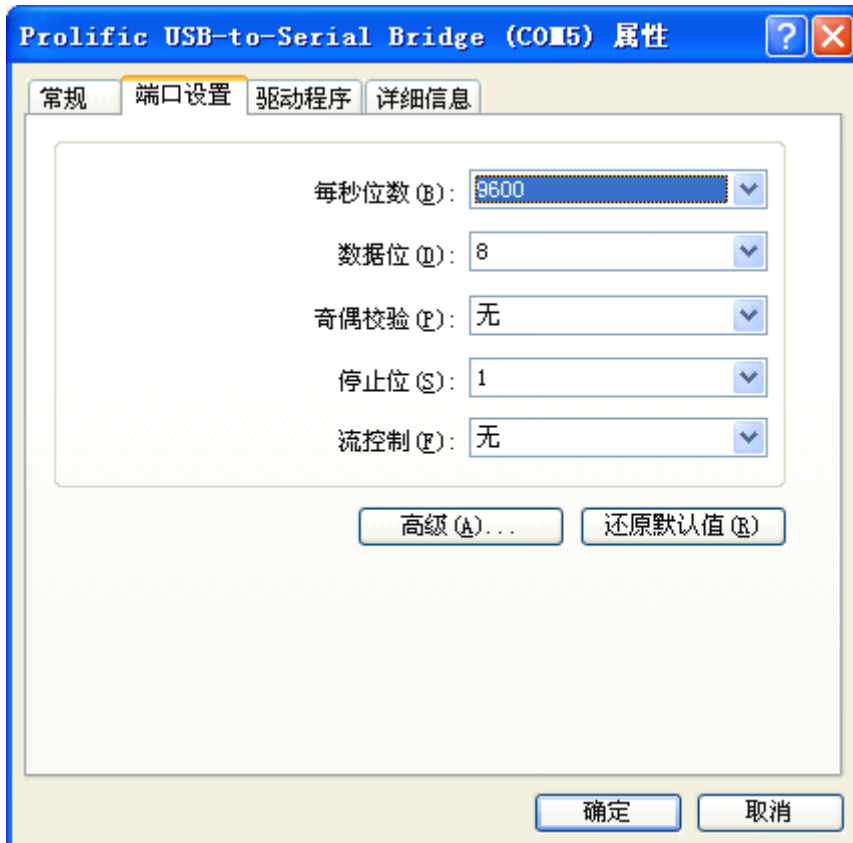 Prolific USB-to-Serial Bridge (COM5) 属性
常规 端口设置 驱动程序 详细信息
每秒位数(B): 9600
数据位(D): 8
奇偶校验(P): 无
停止位(S): 1
流控制(F): 无
高级(A)... 还原默认值(R)
确定 取消